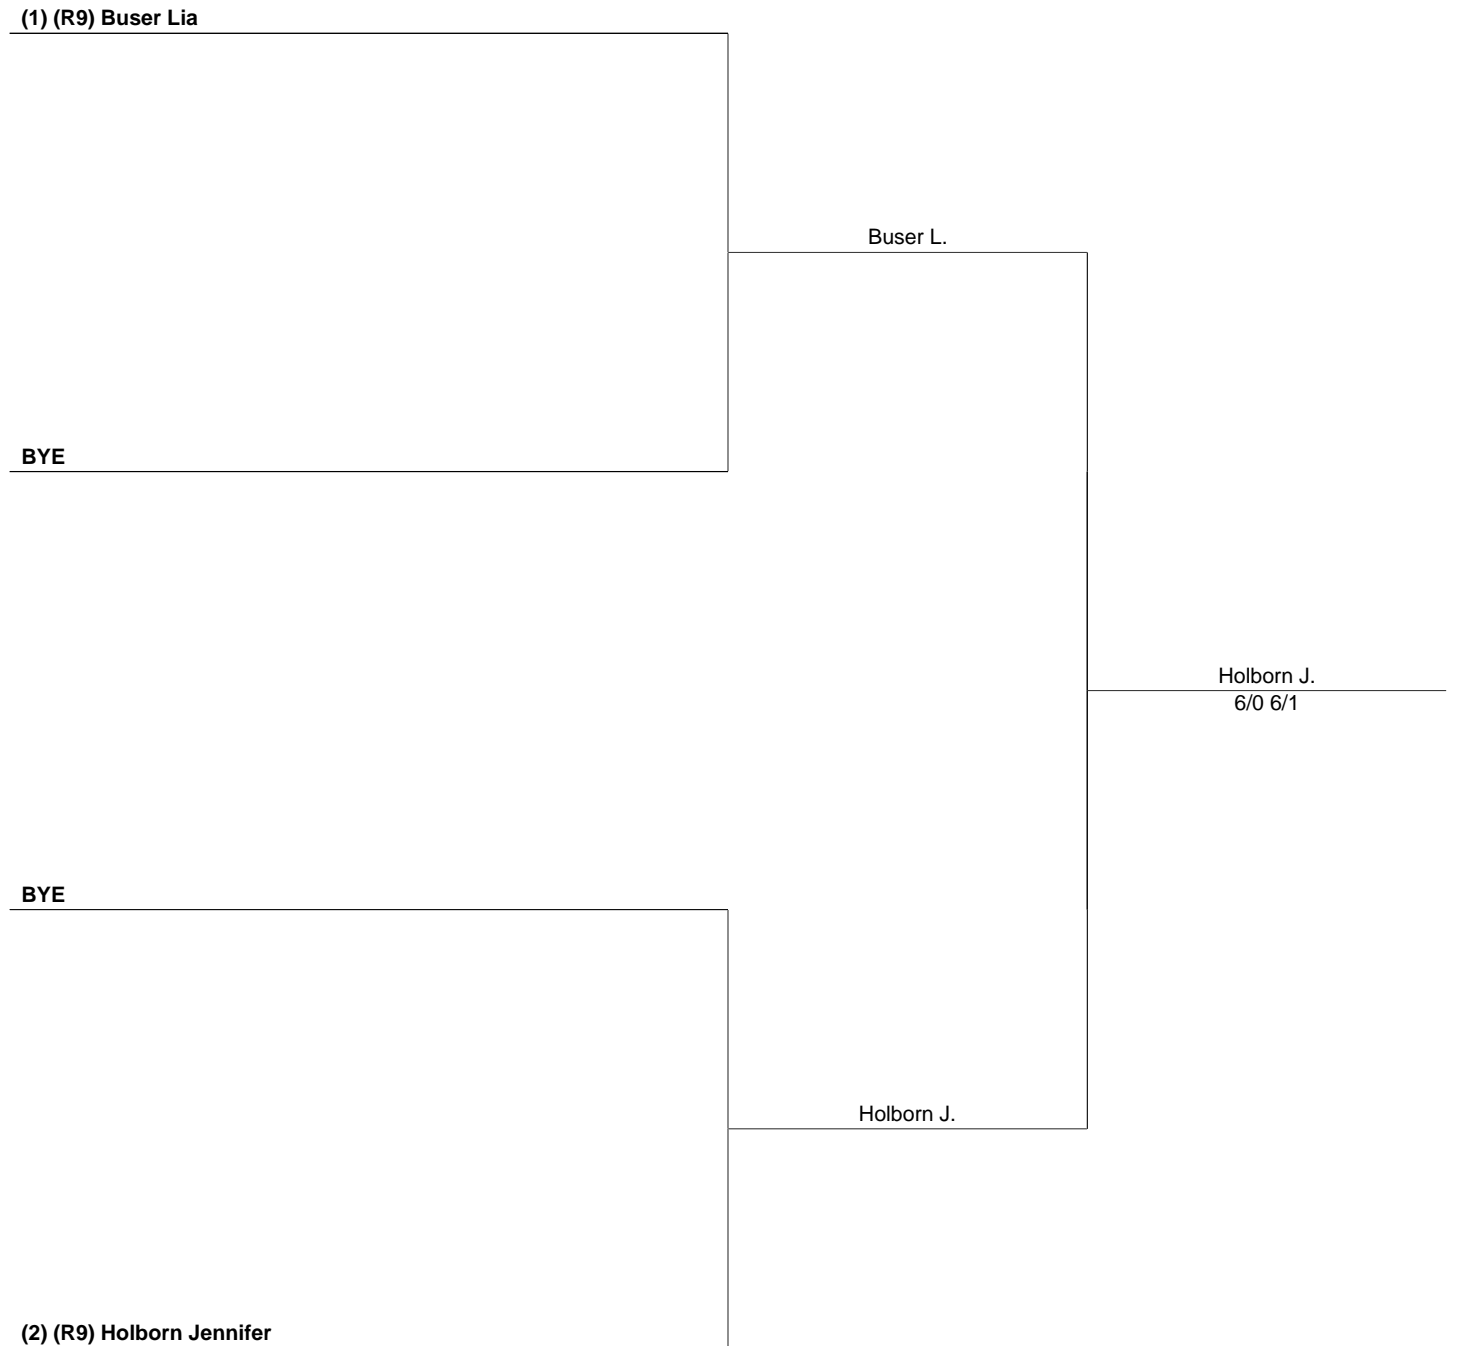 (1) (R9) Buser Lia
Buser L.
BYE
Holborn J.
6/0 6/1
BYE
Holborn J.
(2) (R9) Holborn Jennifer